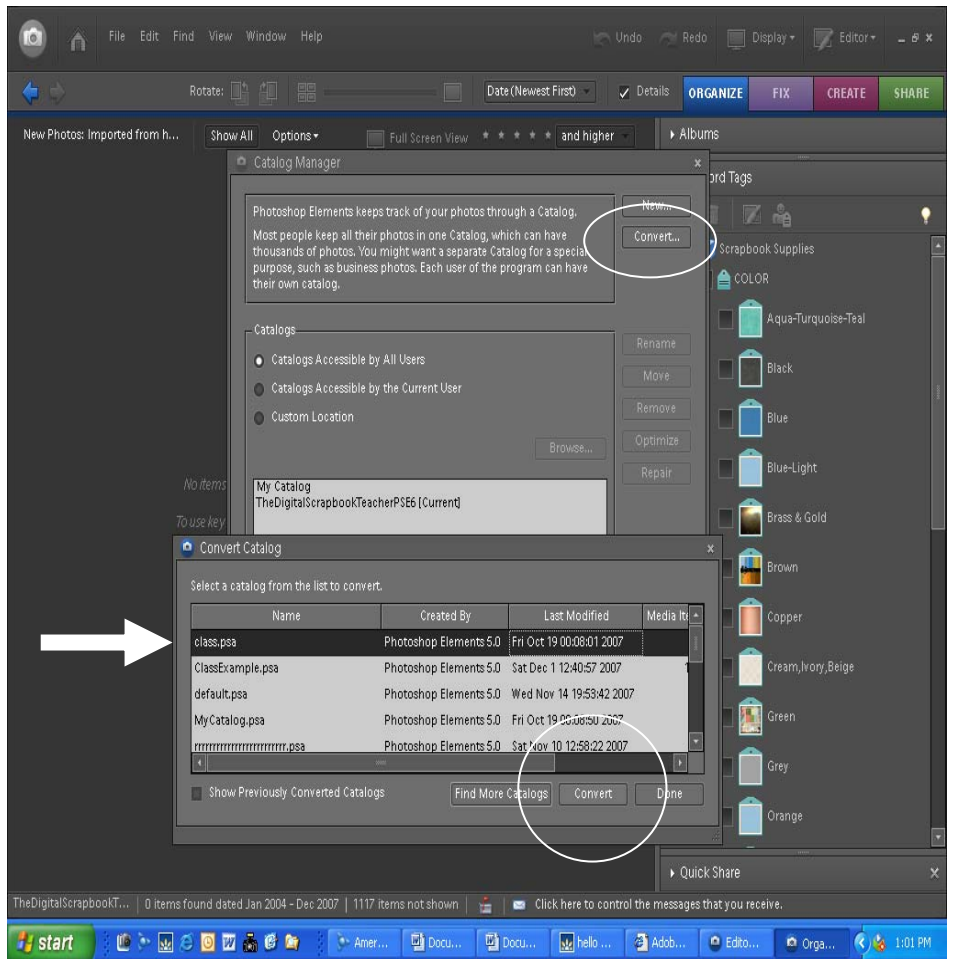 File Edit Find View Window Help Undo Redo Display Editor
Rotate: Date (Newest First) Details ORGANIZE FIX CREATE SHARE
New Photos: Imported from h... Show All Options Full Screen View and higher Albums
Catalog Manager
ord Tags
Photoshop Elements keeps track of your photos through a Catalog.
New...
Most people keep all their photos in one Catalog, which can have
thousands of photos. You might want a separate Catalog for a special
purpose, such as business photos. Each user of the program can have
their own catalog.
Convert...
Scrapbook Supplies
COLOR
Aqua-Turquoise-Teal
Black
Blue
Blue-Light
Brass & Gold
Brown
Copper
Cream,Ivory,Beige
Green
Grey
Orange
Catalogs
Catalogs Accessible by All Users
Catalogs Accessible by the Current User
Custom Location
Browse...
Rename
Move
Remove
Optimize
Repair
My Catalog
TheDigitalScrapbookTeacherPSE6 [Current]
No items
To use key
Convert Catalog
Select a catalog from the list to convert.
Name Created By Last Modified Media Ite
class.psa Photoshop Elements 5.0 Fri Oct 19 00:08:01 2007
ClassExample.psa Photoshop Elements 5.0 Sat Dec 1 12:40:57 2007 1
default.psa Photoshop Elements 5.0 Wed Nov 14 19:53:42 2007
MyCatalog.psa Photoshop Elements 5.0 Fri Oct 19 00:08:50 2007
Photoshop Elements 5.0 Sat Nov 10 12:58:22 2007
Show Previously Converted Catalogs Find More Catalogs Convert Done
Quick Share
TheDigitalScrapbookT... 0 items found dated Jan 2004 - Dec 2007 1117 items not shown Click here to control the messages that you receive.
start Amer... Docu... Docu... hello ... Adob... Edito... Orga... 1:01 PM